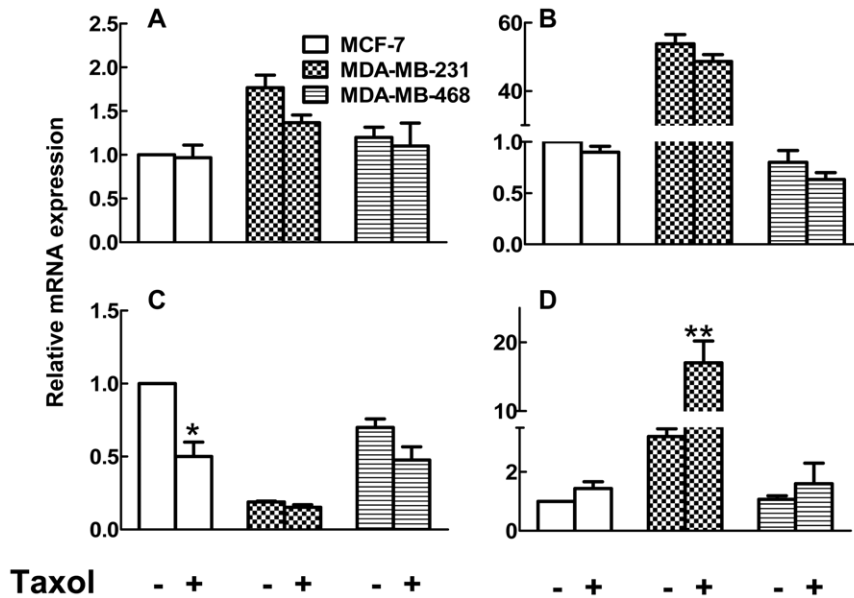 A
B
MCF-7
MDA-MB-231
MDA-MB-468
2.5
2.0
1.5
1.0
0.5
0.0
60
40
1.0
0.5
0.0
Relative mRNA expression
C
D
1.5
1.0
0.5
0.0
*
20
10
2
0
**
Taxol - + - + - + - + - + - +